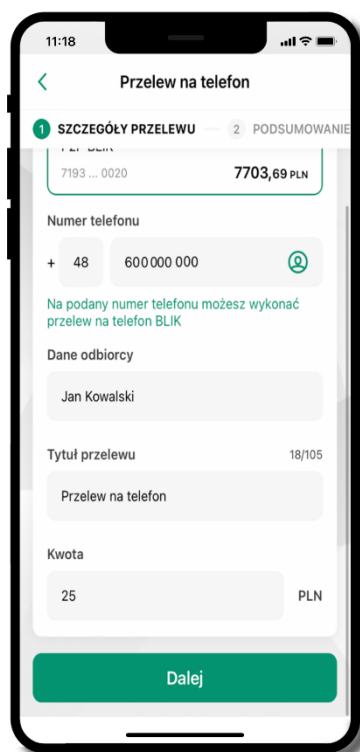 11:18
Przelew na telefon
1 SZCZEGÓŁY PRZELEWU 2 PODSUMOWANIE
7193 ... 0020 7703,69 PLN
Numer telefonu
+ 48 600 000 000
Na podany numer telefonu możesz wykonać
przelew na telefon BLIK
Dane odbiorcy
Jan Kowalski
Tytuł przelewu 18/105
Przelew na telefon
Kwota
25 PLN
Dalej